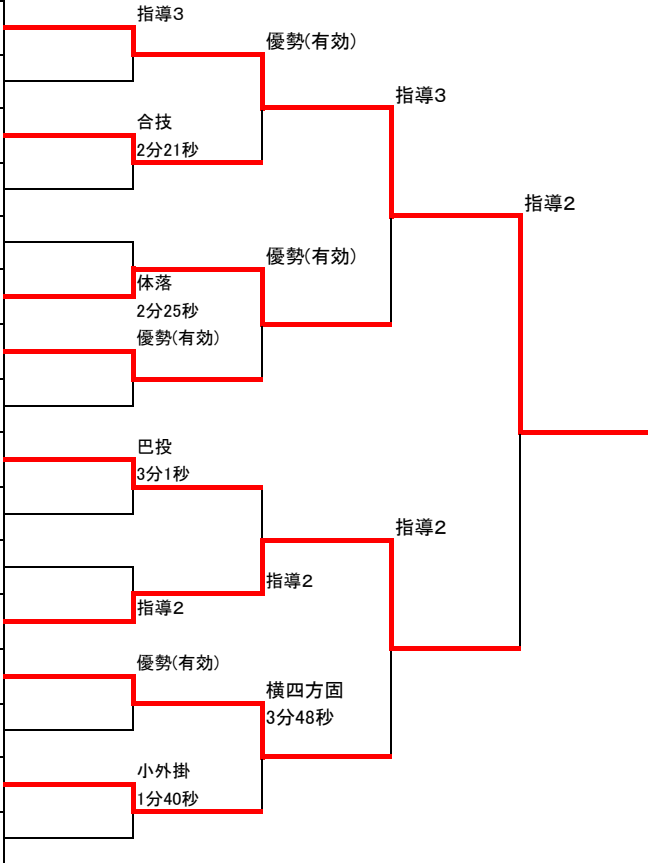 指導3
優勢(有効)
指導3
合技
2分21秒
指導2
優勢(有効)
体落
2分25秒
優勢(有効)
巴投
3分1秒
指導2
指導2
指導2
優勢(有効)
横四方固
3分48秒
小外掛
1分40秒